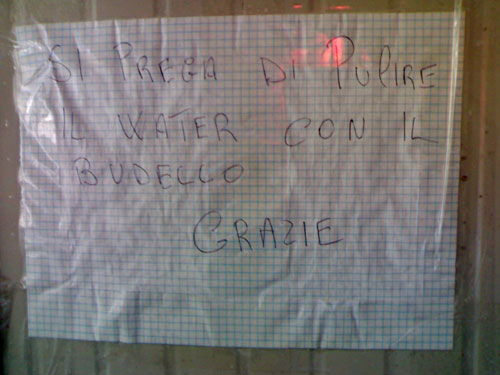 SI PREGA DI PULIRE
IL WATER CON IL
BUDELLO
GRAZIE